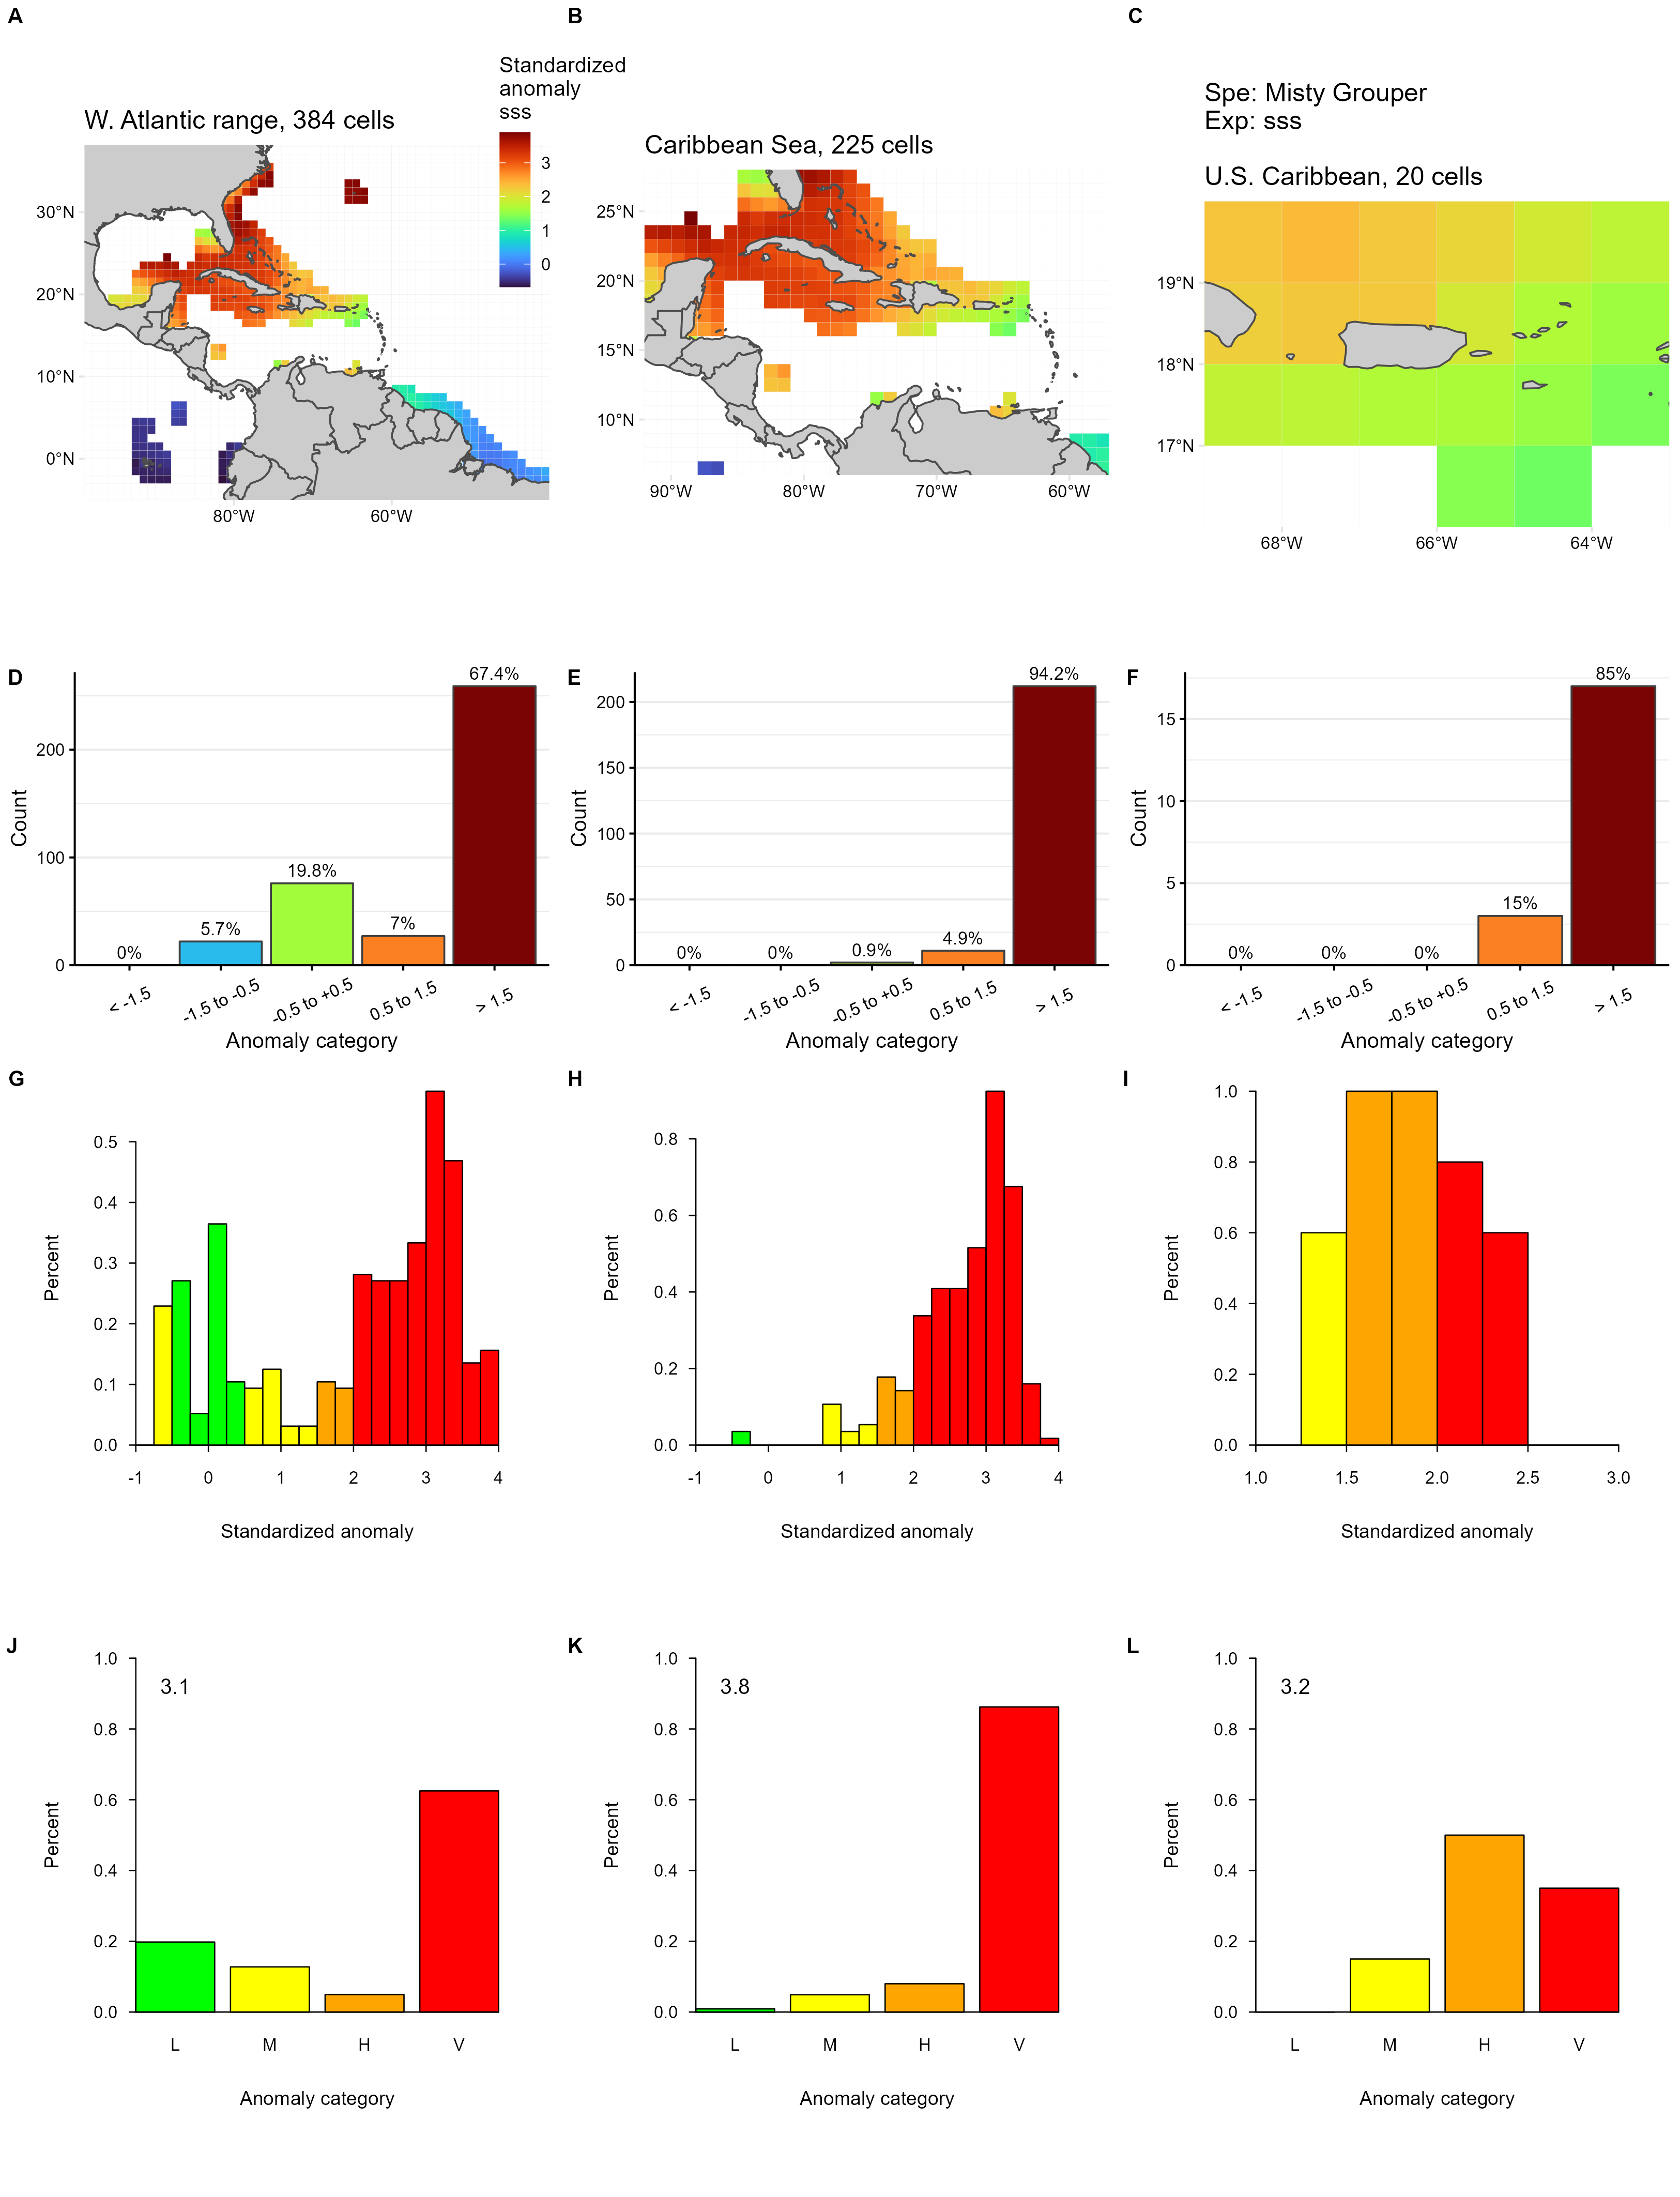 A
B
C
Standardized
anomaly
sss
W. Atlantic range, 384 cells
3
2
1
0
30°N
20°N
10°N
0°N
80°W
60°W
Caribbean Sea, 225 cells
25°N
20°N
15°N
10°N
90°W
80°W
70°W
60°W
Spe: Misty Grouper
Exp: sss
U.S. Caribbean, 20 cells
19°N
18°N
17°N
68°W
66°W
64°W
D
Count
200
100
0
0%
5.7%
19.8%
7%
67.4%
< -1.5
-1.5 to -0.5
-0.5 to +0.5
0.5 to 1.5
> 1.5
Anomaly category
E
Count
200
150
100
50
0
0%
0%
0.9%
4.9%
94.2%
< -1.5
-1.5 to -0.5
-0.5 to +0.5
0.5 to 1.5
> 1.5
Anomaly category
F
Count
15
10
5
0
0%
0%
0%
15%
85%
< -1.5
-1.5 to -0.5
-0.5 to +0.5
0.5 to 1.5
> 1.5
Anomaly category
G
Percent
0.5
0.4
0.3
0.2
0.1
0.0
-1
0
1
2
3
4
Standardized anomaly
H
Percent
0.8
0.6
0.4
0.2
0.0
-1
0
1
2
3
4
Standardized anomaly
I
Percent
1.0
0.8
0.6
0.4
0.2
0.0
1.0
1.5
2.0
2.5
3.0
Standardized anomaly
J
3.1
Percent
1.0
0.8
0.6
0.4
0.2
0.0
L
M
H
V
Anomaly category
K
3.8
Percent
1.0
0.8
0.6
0.4
0.2
0.0
L
M
H
V
Anomaly category
L
3.2
Percent
1.0
0.8
0.6
0.4
0.2
0.0
L
M
H
V
Anomaly category